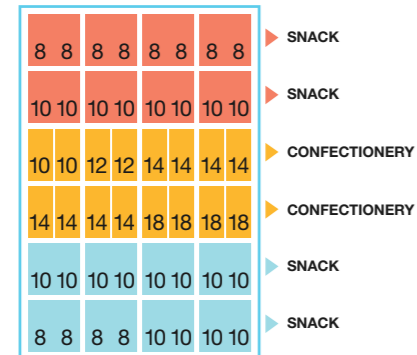 8 8 8 8 8 8 8 8 SNACK
10 10 10 10 10 10 10 10 SNACK
10 10 12 12 14 14 14 14 CONFECTIONERY
14 14 14 14 18 18 18 18 CONFECTIONERY
10 10 10 10 10 10 10 10 SNACK
8 8 8 8 10 10 10 10 SNACK